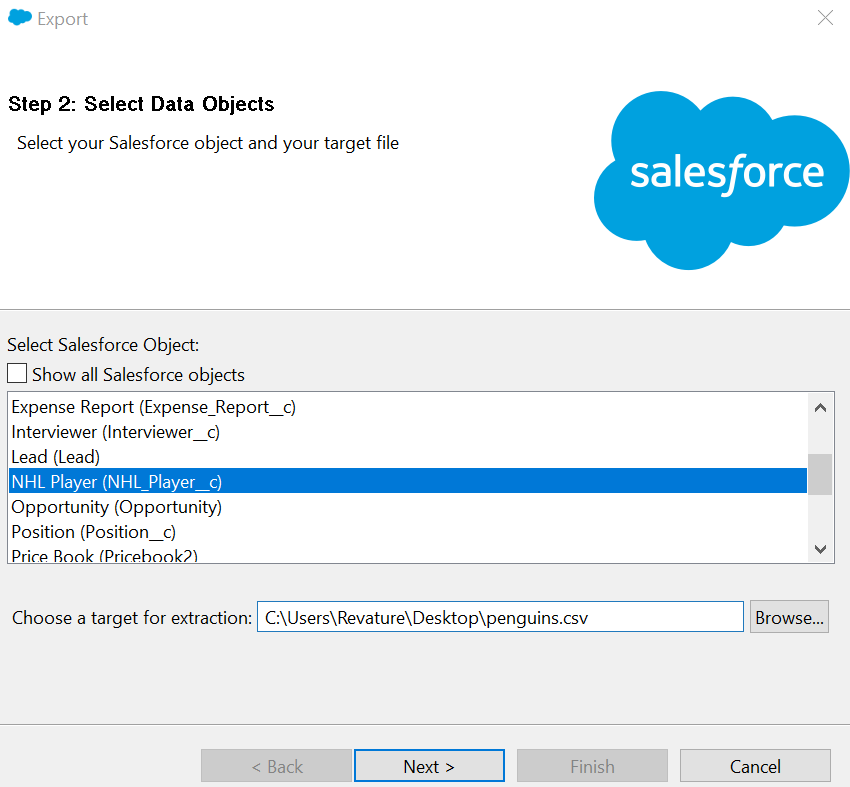 Export
Step 2: Select Data Objects
Select your Salesforce object and your target file
salesforce
Select Salesforce Object:
Show all Salesforce objects
Expense Report (Expense_Report__c)
Interviewer (Interviewer__c)
Lead (Lead)
NHL Player (NHL_Player__c)
Opportunity (Opportunity)
Position (Position__c)
Price Book (Pricebook2)
Choose a target for extraction: C:\Users\Revature\Desktop\penguins.csv Browse...
< Back Next > Finish Cancel